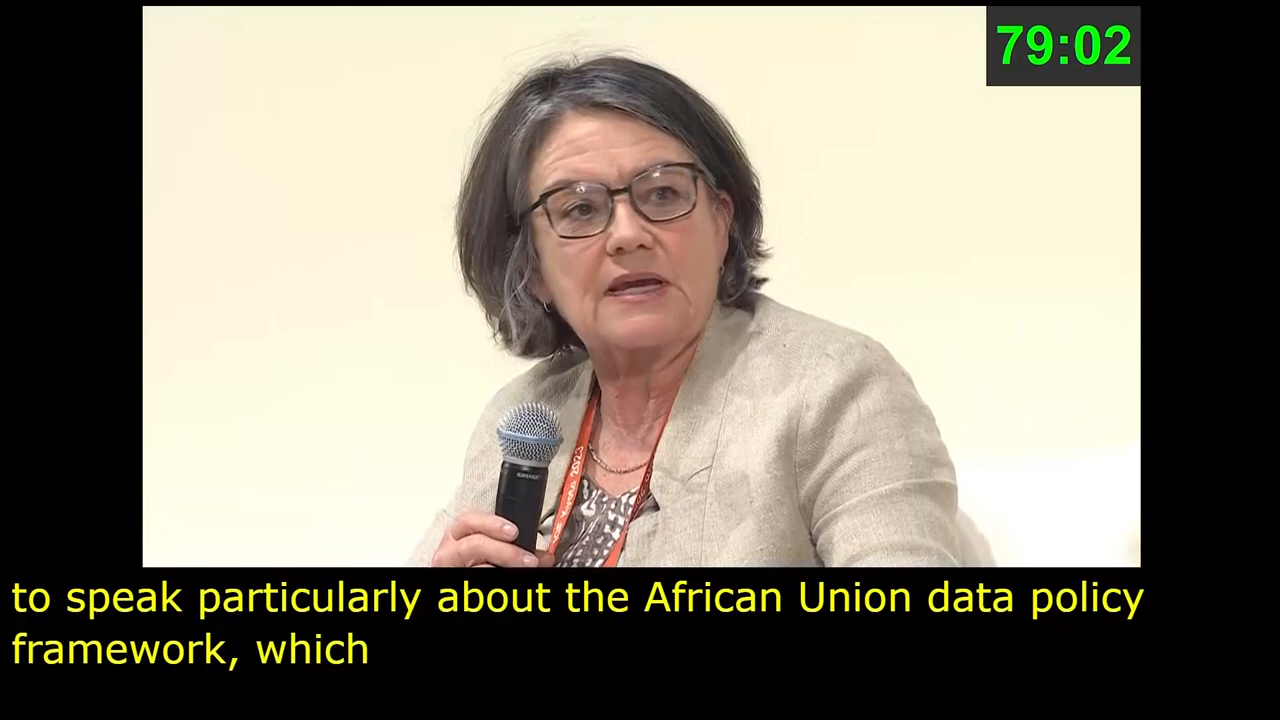 79:02
to speak particularly about the African Union data policy
framework, which